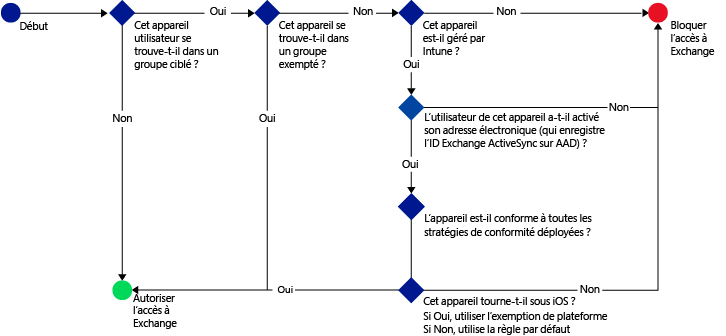 Début
Cet appareil
utilisateur se
trouve-t-il dans un
groupe ciblé ?
Oui
Cet appareil se
trouve-t-il dans
un groupe
exempté ?
Non
Cet appareil
est-il géré par
Intune ?
Non
Bloquer
l'accès à
Exchange
Oui
Non
Oui
L'utilisateur de cet appareil a-t-il activé
son adresse électronique (qui enregistre
l'ID Exchange ActiveSync sur AAD) ?
Non
Oui
L'appareil est-il conforme à toutes les
stratégies de conformité déployées ?
Autoriser
l'accès à
Exchange
Oui
Cet appareil tourne-t-il sous iOS ?
Si Oui, utiliser l'exemption de plateforme
Si Non, utilise la règle par défaut
Non